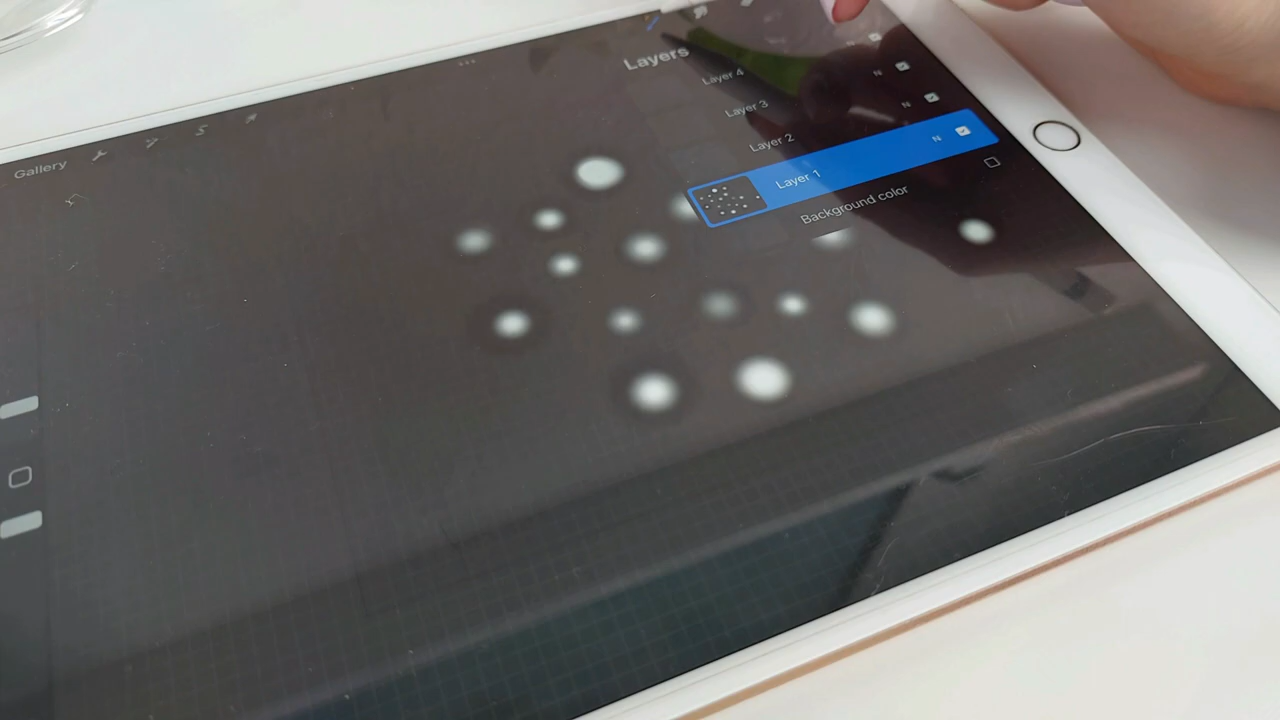 Gallery
Layers
Layer 4
N
Layer 3
N
Layer 2
N
Layer 1
N
Background color